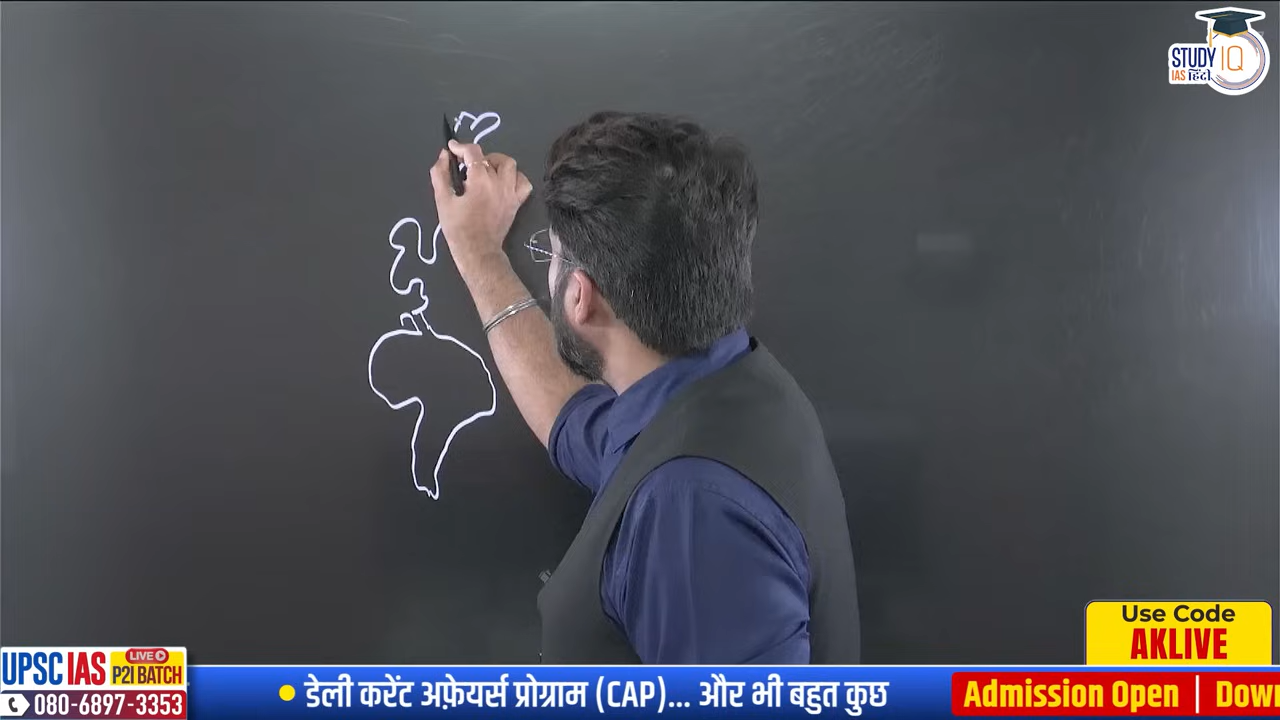 STUDY IQ
IAS हिंदी
Use Code
AKLIVE
UPSC IAS LIVE P2I BATCH
080-6897-3353
डेली करेंट अफ़ेयर्स प्रोग्राम (CAP)... और भी बहुत कुछ
Admission Open | Down